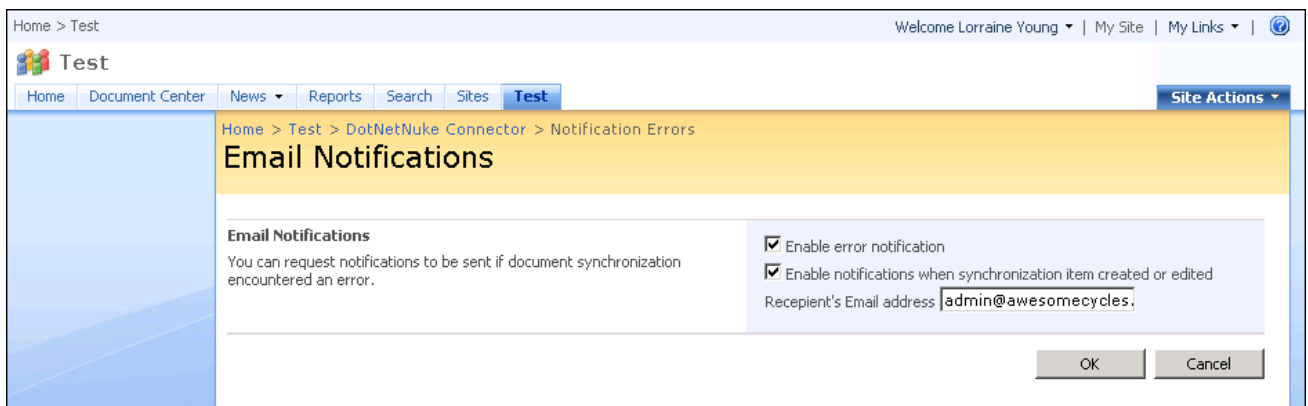 Home > Test Welcome Lorraine Young | My Site | My Links |
Test
Home Document Center News Reports Search Sites Test Site Actions
Home > Test > DotNetNuke Connector > Notification Errors
Email Notifications
Email Notifications
You can request notifications to be sent if document synchronization
encountered an error.
Enable error notification
Enable notifications when synchronization item created or edited
Recepient's Email address admin@awesomecycles.
OK Cancel